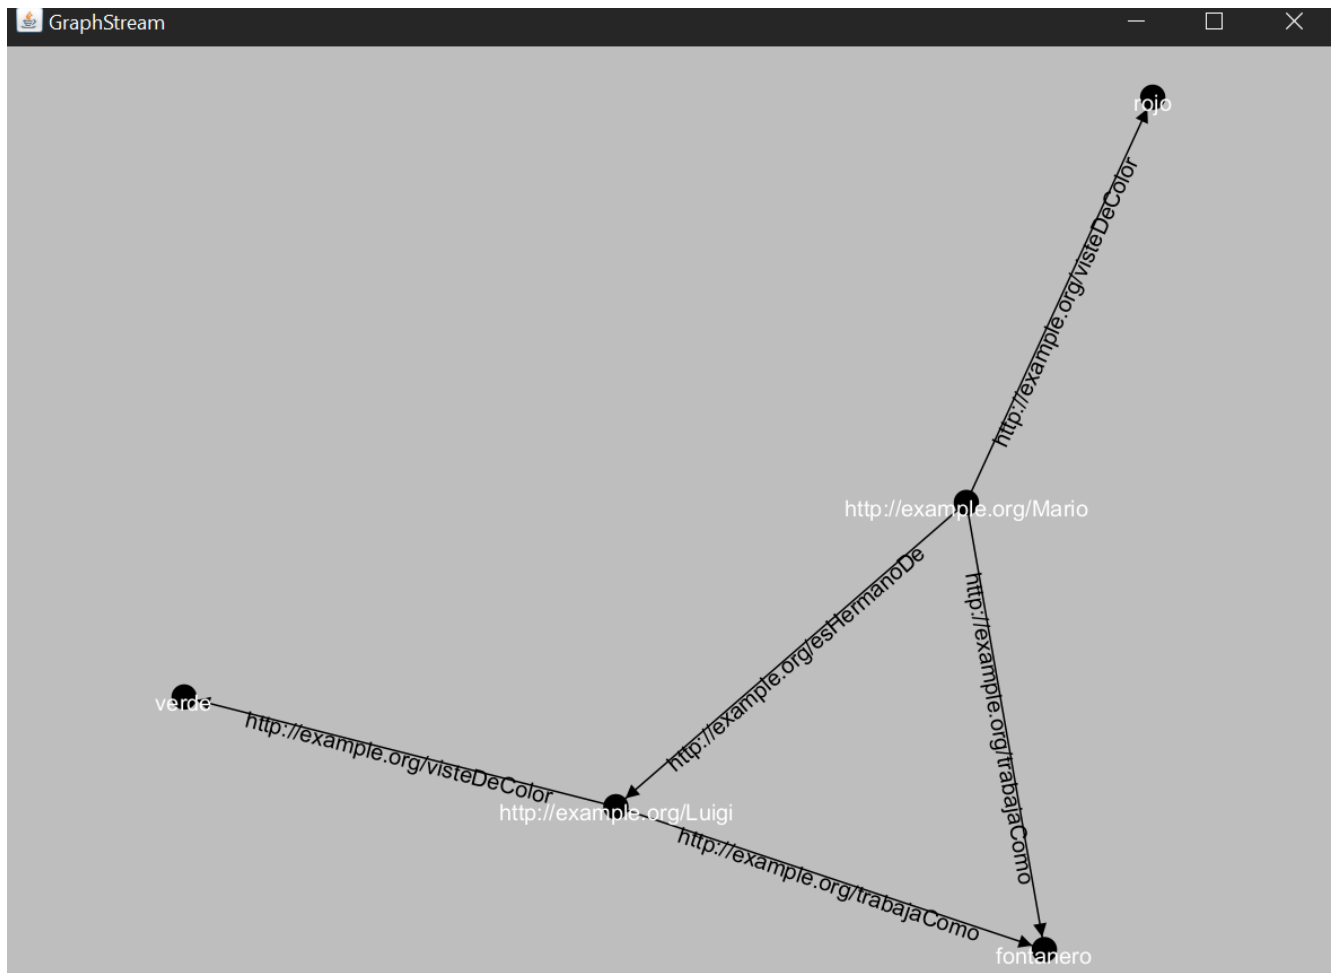 GraphStream
rojo
http://example.org/visteDeColor
http://example.org/Mario
http://example.org/esHermanoDe
http://example.org/trabajaComo
verde
http://example.org/visteDeColor
http://example.org/Luigi
http://example.org/trabajaComo
fontanero